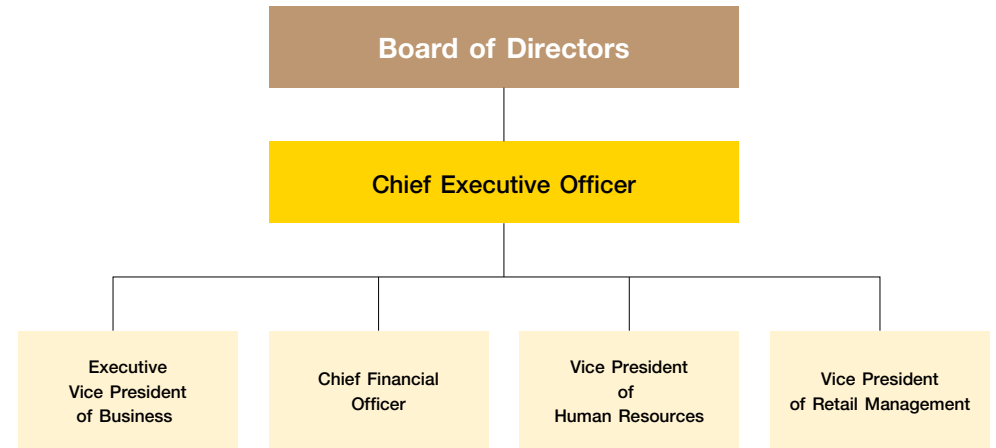 Board of Directors
Chief Executive Officer
Executive
Vice President
of Business
Chief Financial
Officer
Vice President
of
Human Resources
Vice President
of Retail Management